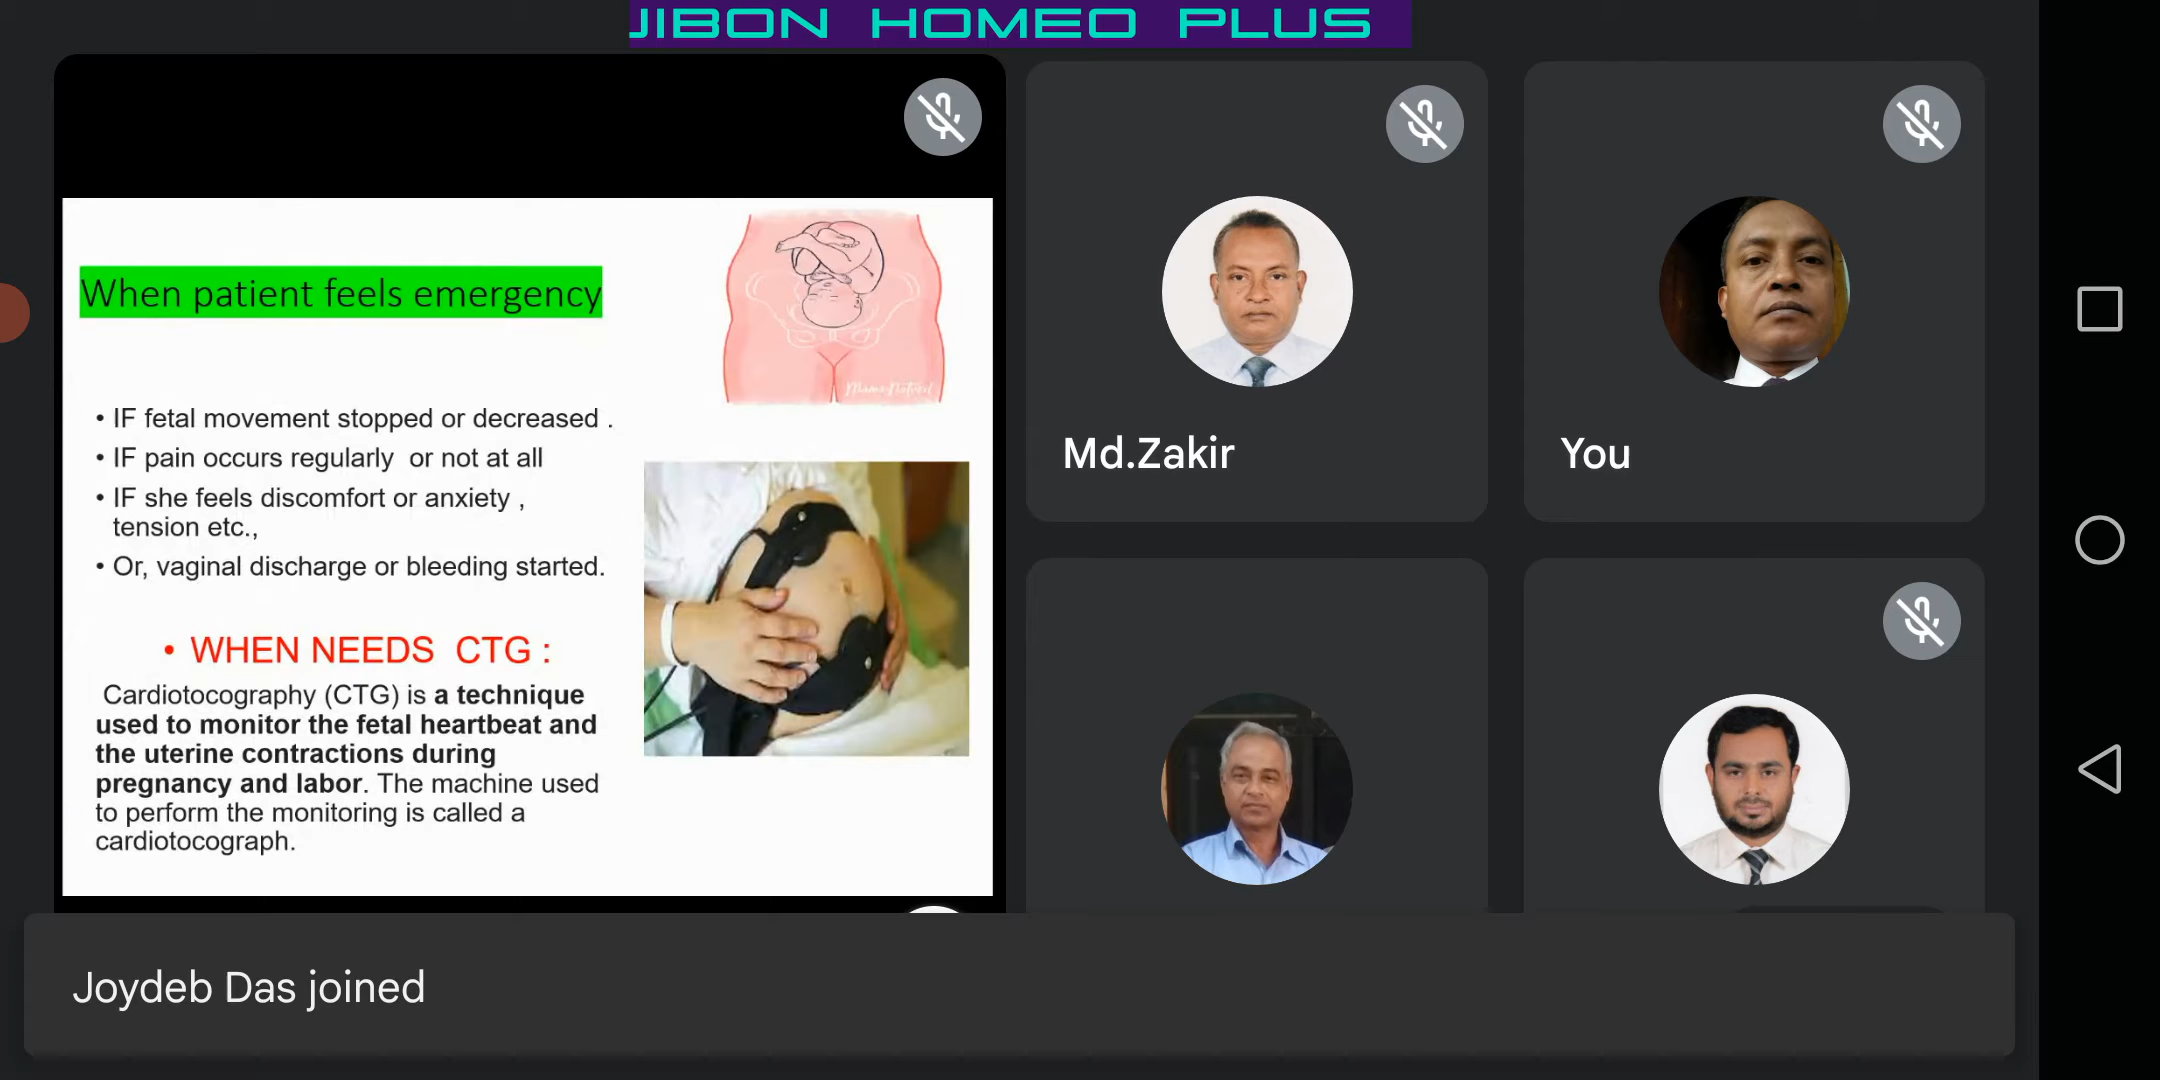 JIBON HOMEO PLUS
When patient feels emergency
Mama Natural
• IF fetal movement stopped or decreased .
• IF pain occurs regularly or not at all
• IF she feels discomfort or anxiety ,
tension etc.,
• Or, vaginal discharge or bleeding started.
• WHEN NEEDS CTG :
Cardiotocography (CTG) is a technique
used to monitor the fetal heartbeat and
the uterine contractions during
pregnancy and labor. The machine used
to perform the monitoring is called a
cardiotocograph.
Md.Zakir
You
Joydeb Das joined